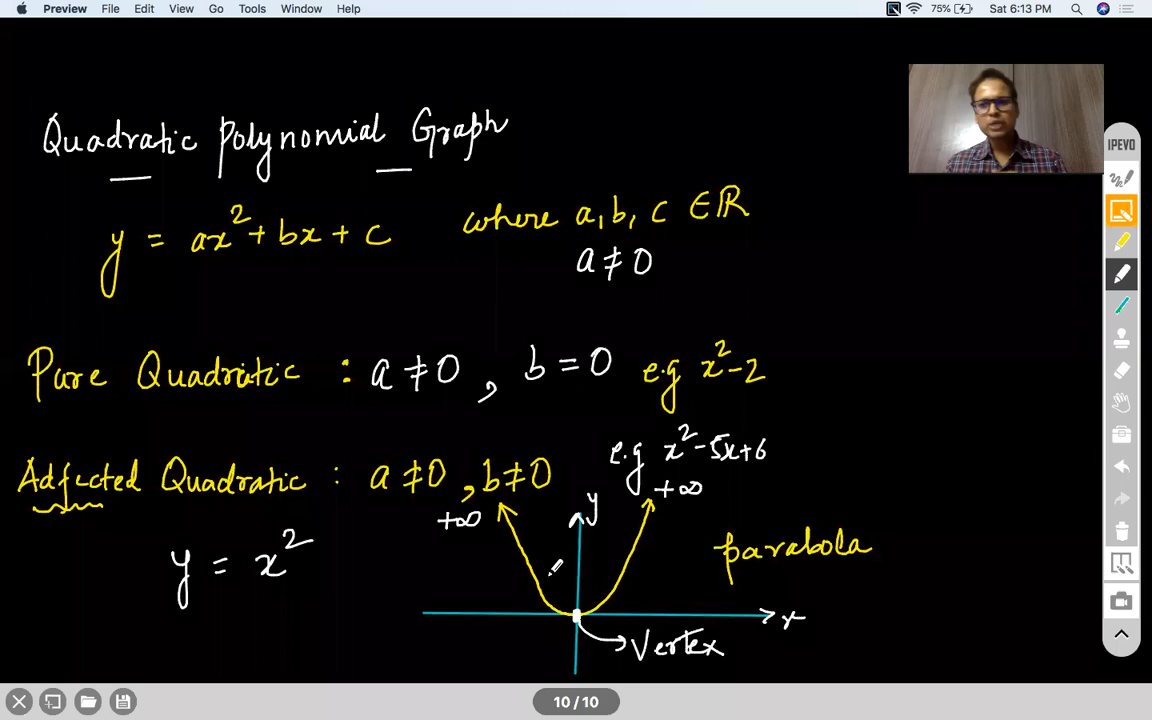 Preview File Edit View Go Tools Window Help 75% Sat 6:13 PM
IPEVO
Quadratic Polynomial Graph
y = ax²+ bx + c where a, b, c ∈ ℝ
a ≠ 0
Pure Quadratic : a ≠ 0 , b = 0 e.g x²-2
e.g x²-5x+6
Adfected Quadratic : a ≠ 0 , b ≠ 0
+∞ y +∞
y = x²
parabola
x
Vertex
10/10